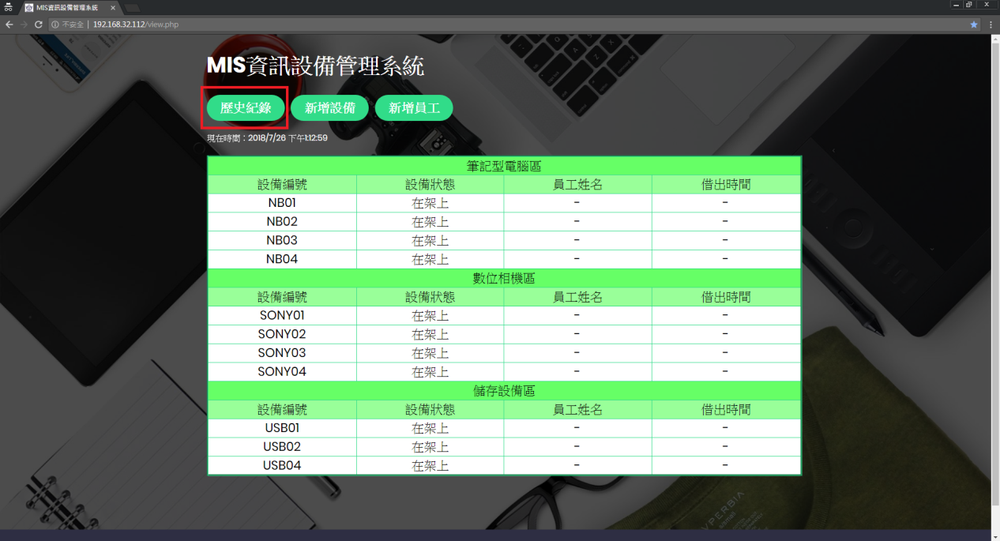 MIS資訊設備管理系統
不安全 | 192.168.32.112/view.php
MIS資訊設備管理系統
歷史紀錄 新增設備 新增員工
現在時間：2018/7/26 下午1:12:59
筆記型電腦區
設備編號 設備狀態 員工姓名 借出時間
NB01 在架上 - -
NB02 在架上 - -
NB03 在架上 - -
NB04 在架上 - -
數位相機區
設備編號 設備狀態 員工姓名 借出時間
SONY01 在架上 - -
SONY02 在架上 - -
SONY03 在架上 - -
SONY04 在架上 - -
儲存設備區
設備編號 設備狀態 員工姓名 借出時間
USB01 在架上 - -
USB02 在架上 - -
USB04 在架上 - -